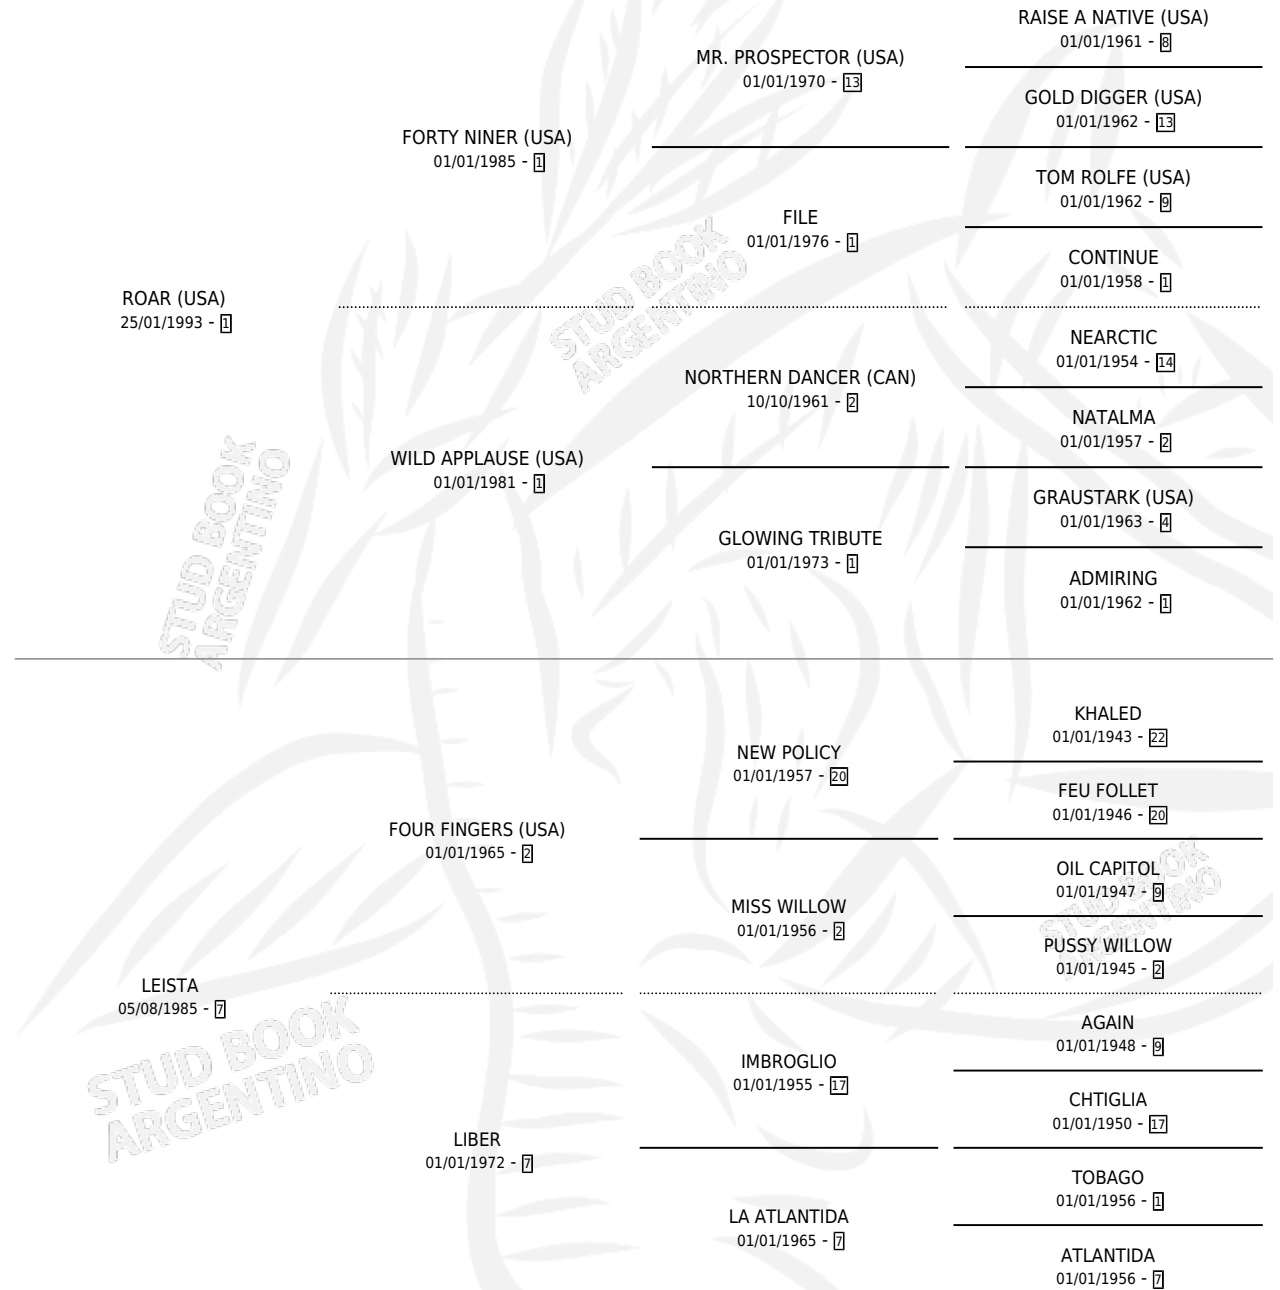 RAISE A NATIVE (USA)
01/01/1961 - 8
MR. PROSPECTOR (USA)
01/01/1970 - 13
GOLD DIGGER (USA)
01/01/1962 - 13
FORTY NINER (USA)
01/01/1985 - 1
TOM ROLFE (USA)
01/01/1962 - 9
FILE
01/01/1976 - 1
CONTINUE
01/01/1958 - 1
ROAR (USA)
25/01/1993 - 1
STUD BOOK
ARGENTINO
NEARCTIC
01/01/1954 - 14
NORTHERN DANCER (CAN)
10/10/1961 - 2
NATALMA
01/01/1957 - 2
WILD APPLAUSE (USA)
01/01/1981 - 1
GRAUSTARK (USA)
01/01/1963 - 4
GLOWING TRIBUTE
01/01/1973 - 1
ADMIRING
01/01/1962 - 1
STUD BOOK
ARGENTINO
KHALED
01/01/1943 - 22
NEW POLICY
01/01/1957 - 20
FEU FOLLET
01/01/1946 - 20
FOUR FINGERS (USA)
01/01/1965 - 2
OIL CAPITOL
01/01/1947 - 9
MISS WILLOW
01/01/1956 - 2
PUSSY WILLOW
01/01/1945 - 2
STUD BOOK
ARGENTINO
LEISTA
05/08/1985 - 7
AGAIN
01/01/1948 - 9
IMBROGLIO
01/01/1955 - 17
CHTIGLIA
01/01/1950 - 17
STUD BOOK
ARGENTINO
LIBER
01/01/1972 - 7
TOBAGO
01/01/1956 - 1
LA ATLANTIDA
01/01/1965 - 7
ATLANTIDA
01/01/1956 - 7